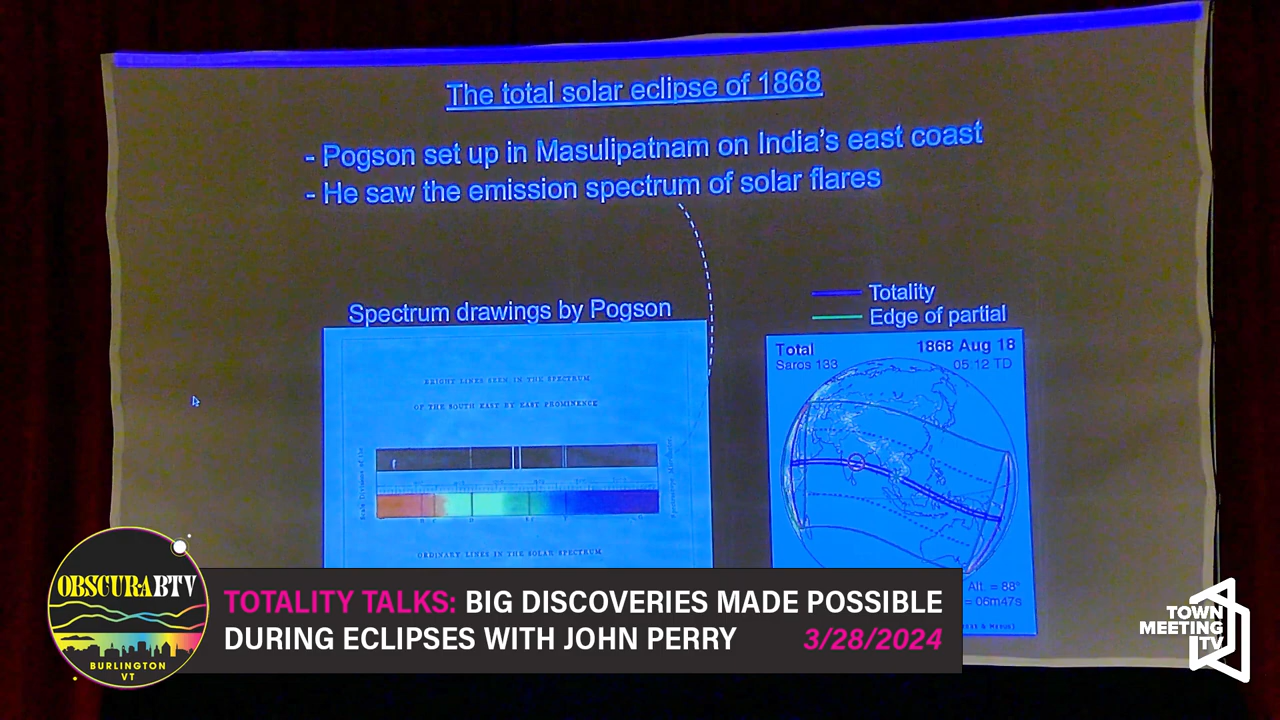 The total solar eclipse of 1868
- Pogson set up in Masulipatnam on India's east coast
- He saw the emission spectrum of solar flares
Spectrum drawings by Pogson
Totality
Edge of partial
BRIGHT LINES SEEN IN THE SPECTRUM
OF THE SOUTH EAST BY EAST PROMINENCE
ORDINARY LINES IN THE SOLAR SPECTRUM
Total 1868 Aug 18
Saros 133 05:12 TD
Alt. = 88°
= 06m47s
OBSCURABTV
BURLINGTON
VT
TOTALITY TALKS: BIG DISCOVERIES MADE POSSIBLE
DURING ECLIPSES WITH JOHN PERRY 3/28/2024
TOWN
MEETING
TV